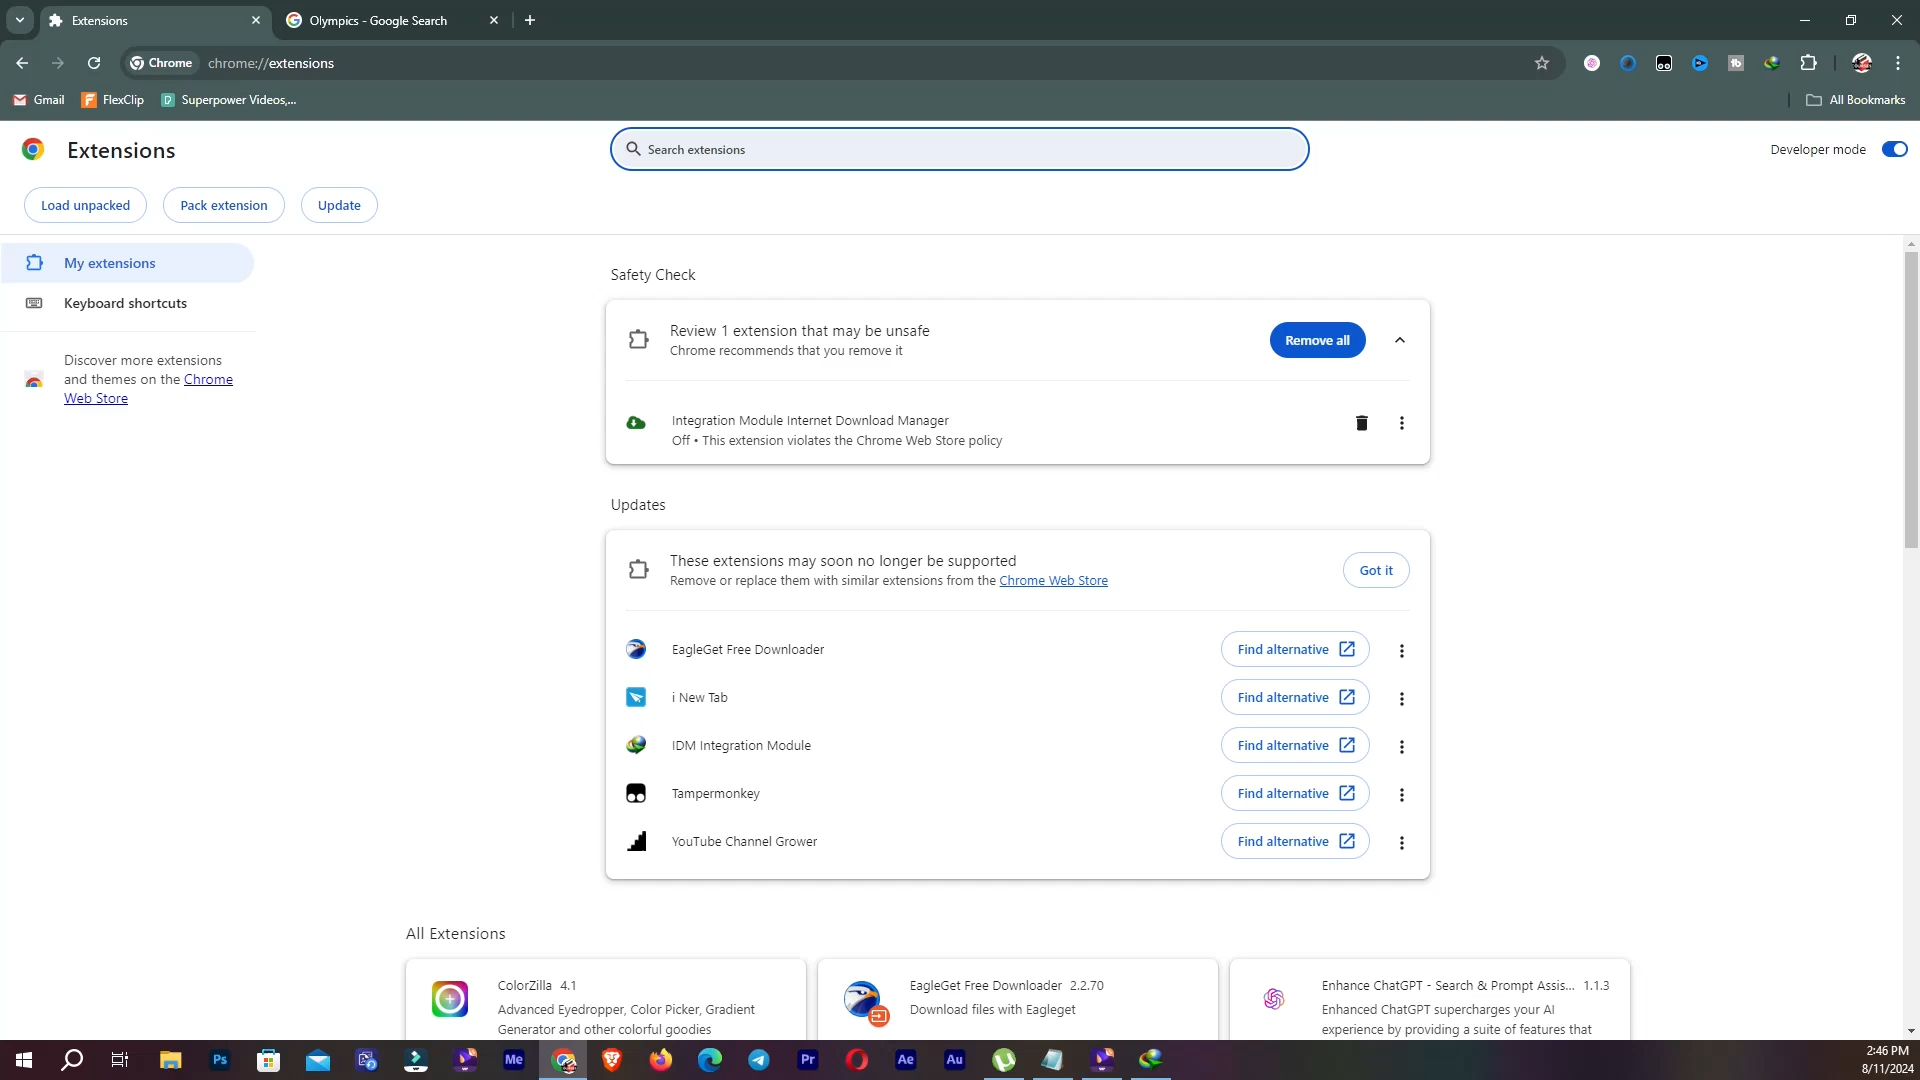 Extensions
Olympics - Google Search
Chrome
chrome://extensions
Gmail
FlexClip
Superpower Videos,...
All Bookmarks
Extensions
Search extensions
Developer mode
Load unpacked
Pack extension
Update
My extensions
Keyboard shortcuts
Discover more extensions
and themes on the Chrome
Web Store
Safety Check
Review 1 extension that may be unsafe
Chrome recommends that you remove it
Remove all
Integration Module Internet Download Manager
Off • This extension violates the Chrome Web Store policy
Updates
These extensions may soon no longer be supported
Remove or replace them with similar extensions from the Chrome Web Store
Got it
EagleGet Free Downloader
Find alternative
i New Tab
Find alternative
IDM Integration Module
Find alternative
Tampermonkey
Find alternative
YouTube Channel Grower
Find alternative
All Extensions
ColorZilla 4.1
Advanced Eyedropper, Color Picker, Gradient
Generator and other colorful goodies
EagleGet Free Downloader 2.2.70
Download files with Eagleget
Enhance ChatGPT - Search & Prompt Assis... 1.1.3
Enhanced ChatGPT supercharges your AI
experience by providing a suite of features that
Ps
Me
Pr
Ae
Au
2:46 PM
8/11/2024